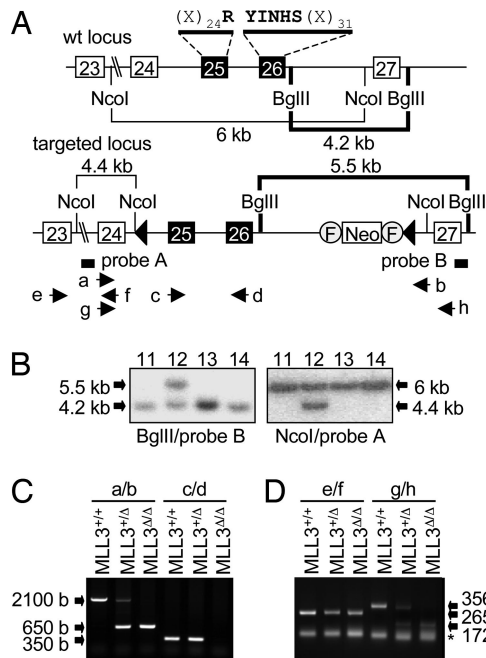 A
(X)24R YINHS(X)31
wt locus
23 24 25 26 27
NcoI BglII NcoI BglII
6 kb 4.2 kb
targeted locus
4.4 kb 5.5 kb
NcoI NcoI BglII NcoI BglII
23 24 25 26 F Neo F 27
probe A probe B
a b
e f c d
g h
B
11 12 13 14 11 12 13 14
5.5 kb 6 kb
4.2 kb 4.4 kb
BglII/probe B NcoI/probe A
C D
a/b c/d e/f g/h
MLL3+/+ MLL3+/Δ MLL3Δ/Δ MLL3+/+ MLL3+/Δ MLL3Δ/Δ MLL3+/+ MLL3+/Δ MLL3Δ/Δ MLL3+/+ MLL3+/Δ MLL3Δ/Δ
2100 b 356
650 b 265
350 b * 172